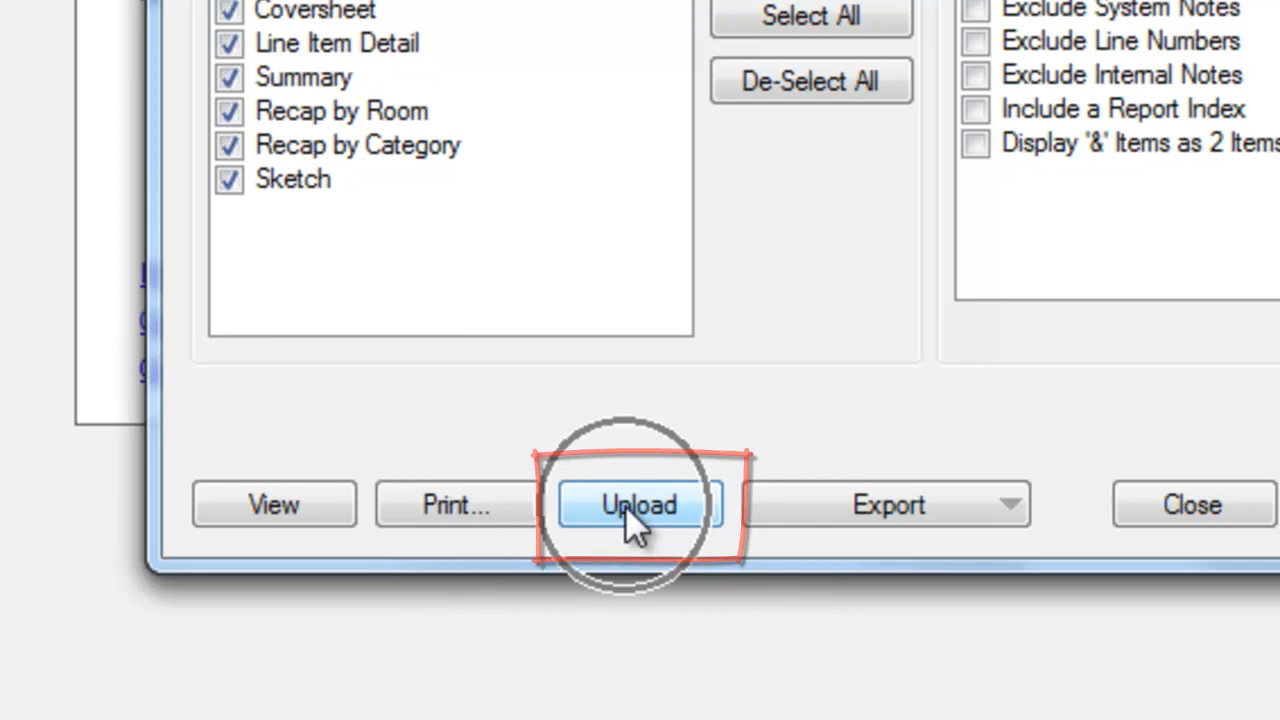 Coversheet
Line Item Detail
Summary
Recap by Room
Recap by Category
Sketch
Select All
De-Select All
Exclude System Notes
Exclude Line Numbers
Exclude Internal Notes
Include a Report Index
Display '&' Items as 2 Items
View
Print...
Upload
Export
Close